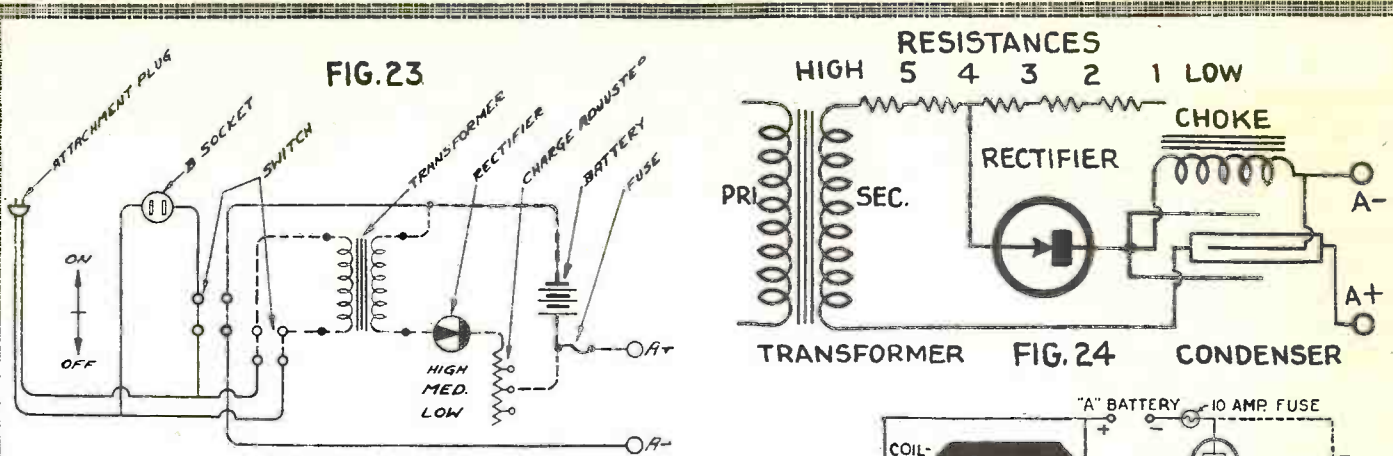 FIG. 23
ATTACHMENT PLUG
B SOCKET
SWITCH
TRANSFORMER
RECTIFIER
CHARGE ADJUSTER
BATTERY
FUSE
ON
OFF
HIGH
MED.
LOW
A+
A-
RESISTANCES
HIGH 5 4 3 2 1 LOW
CHOKE
RECTIFIER
PRI.
SEC.
A-
A+
TRANSFORMER FIG. 24 CONDENSER
"A" BATTERY 10 AMP. FUSE
+ -
COIL-